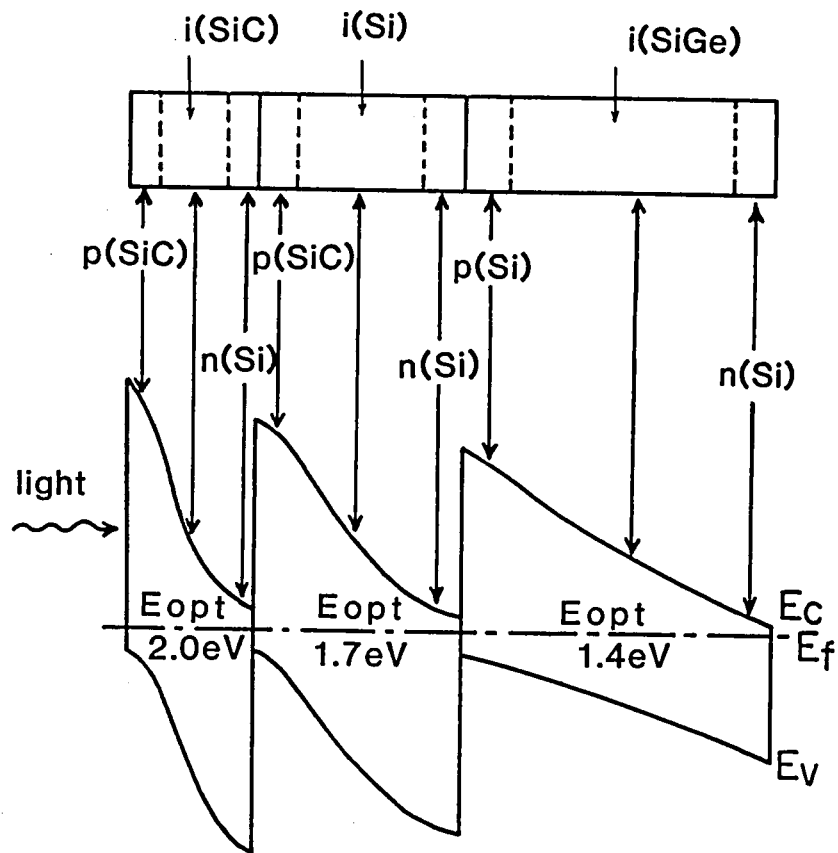 i(SiC) i(Si) i(SiGe)
p(SiC) p(SiC) p(Si)
n(Si) n(Si) n(Si)
light
Eopt Eopt Eopt Ec
2.0eV 1.7eV 1.4eV Ef
Ev